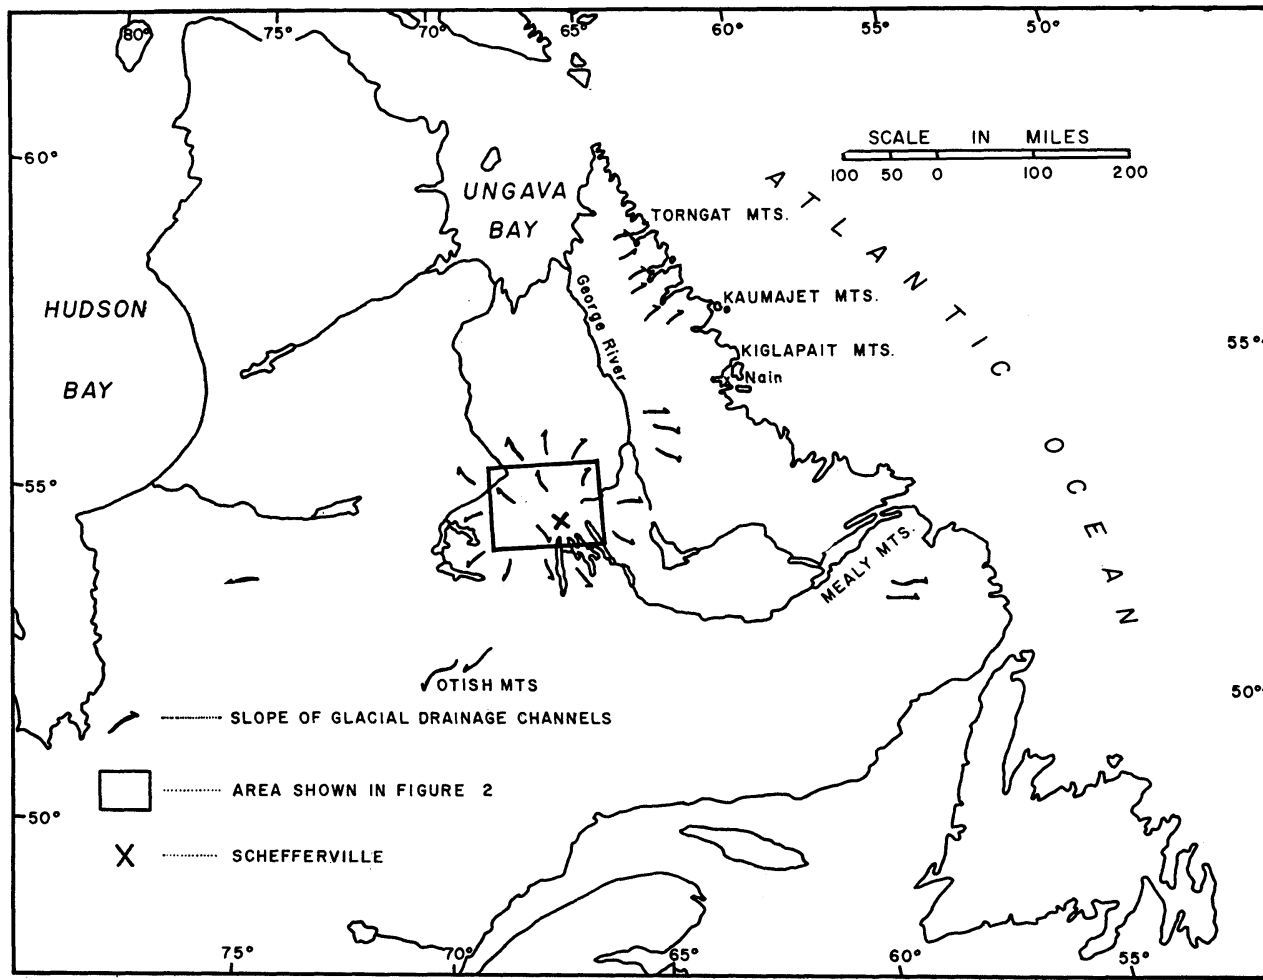 80° 75° 70° 65° 60° 55° 50°
SCALE IN MILES
100 50 0 100 200
60°
UNGAVA
BAY
TORNGAT MTS.
ATLANTIC OCEAN
George River
KAUMAJET MTS.
HUDSON
BAY
KIGLAPAIT MTS.
Nain
55°
55°
X
MEALY MTS.
OTISH MTS
50°
SLOPE OF GLACIAL DRAINAGE CHANNELS
AREA SHOWN IN FIGURE 2
50°
X SCHEFFERVILLE
75° 70° 65° 60° 55°